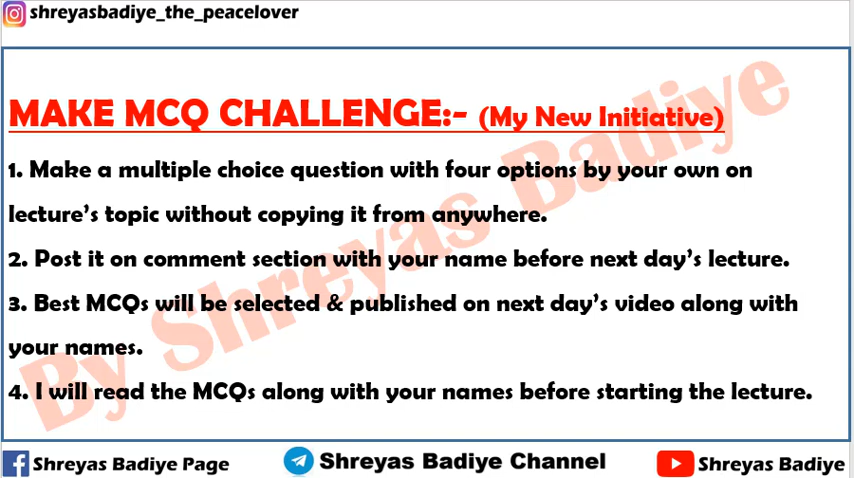 shreyasbadiye_the_peacelover
MAKE MCQ CHALLENGE:- (My New Initiative)
1. Make a multiple choice question with four options by your own on
lecture's topic without copying it from anywhere.
2. Post it on comment section with your name before next day's lecture.
3. Best MCQs will be selected & published on next day's video along with
your names.
4. I will read the MCQs along with your names before starting the lecture.
By Shreyas Badiye
Shreyas Badiye Page
Shreyas Badiye Channel
Shreyas Badiye